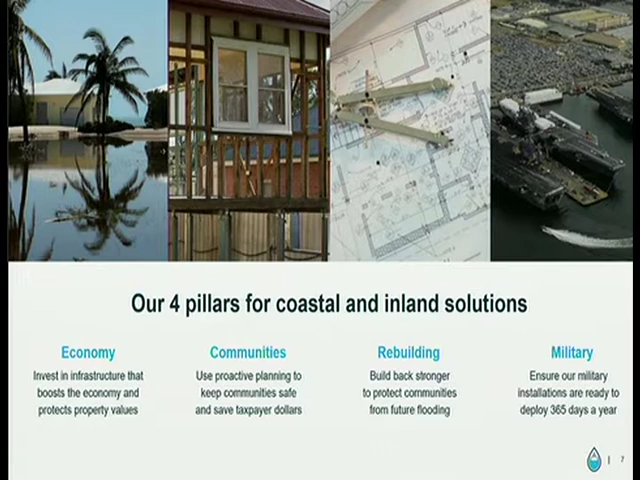 Our 4 pillars for coastal and inland solutions
Economy
Invest in infrastructure that
boosts the economy and
protects property values
Communities
Use proactive planning to
keep communities safe
and save taxpayer dollars
Rebuilding
Build back stronger
to protect communities
from future flooding
Military
Ensure our military
installations are ready to
deploy 365 days a year
| 7